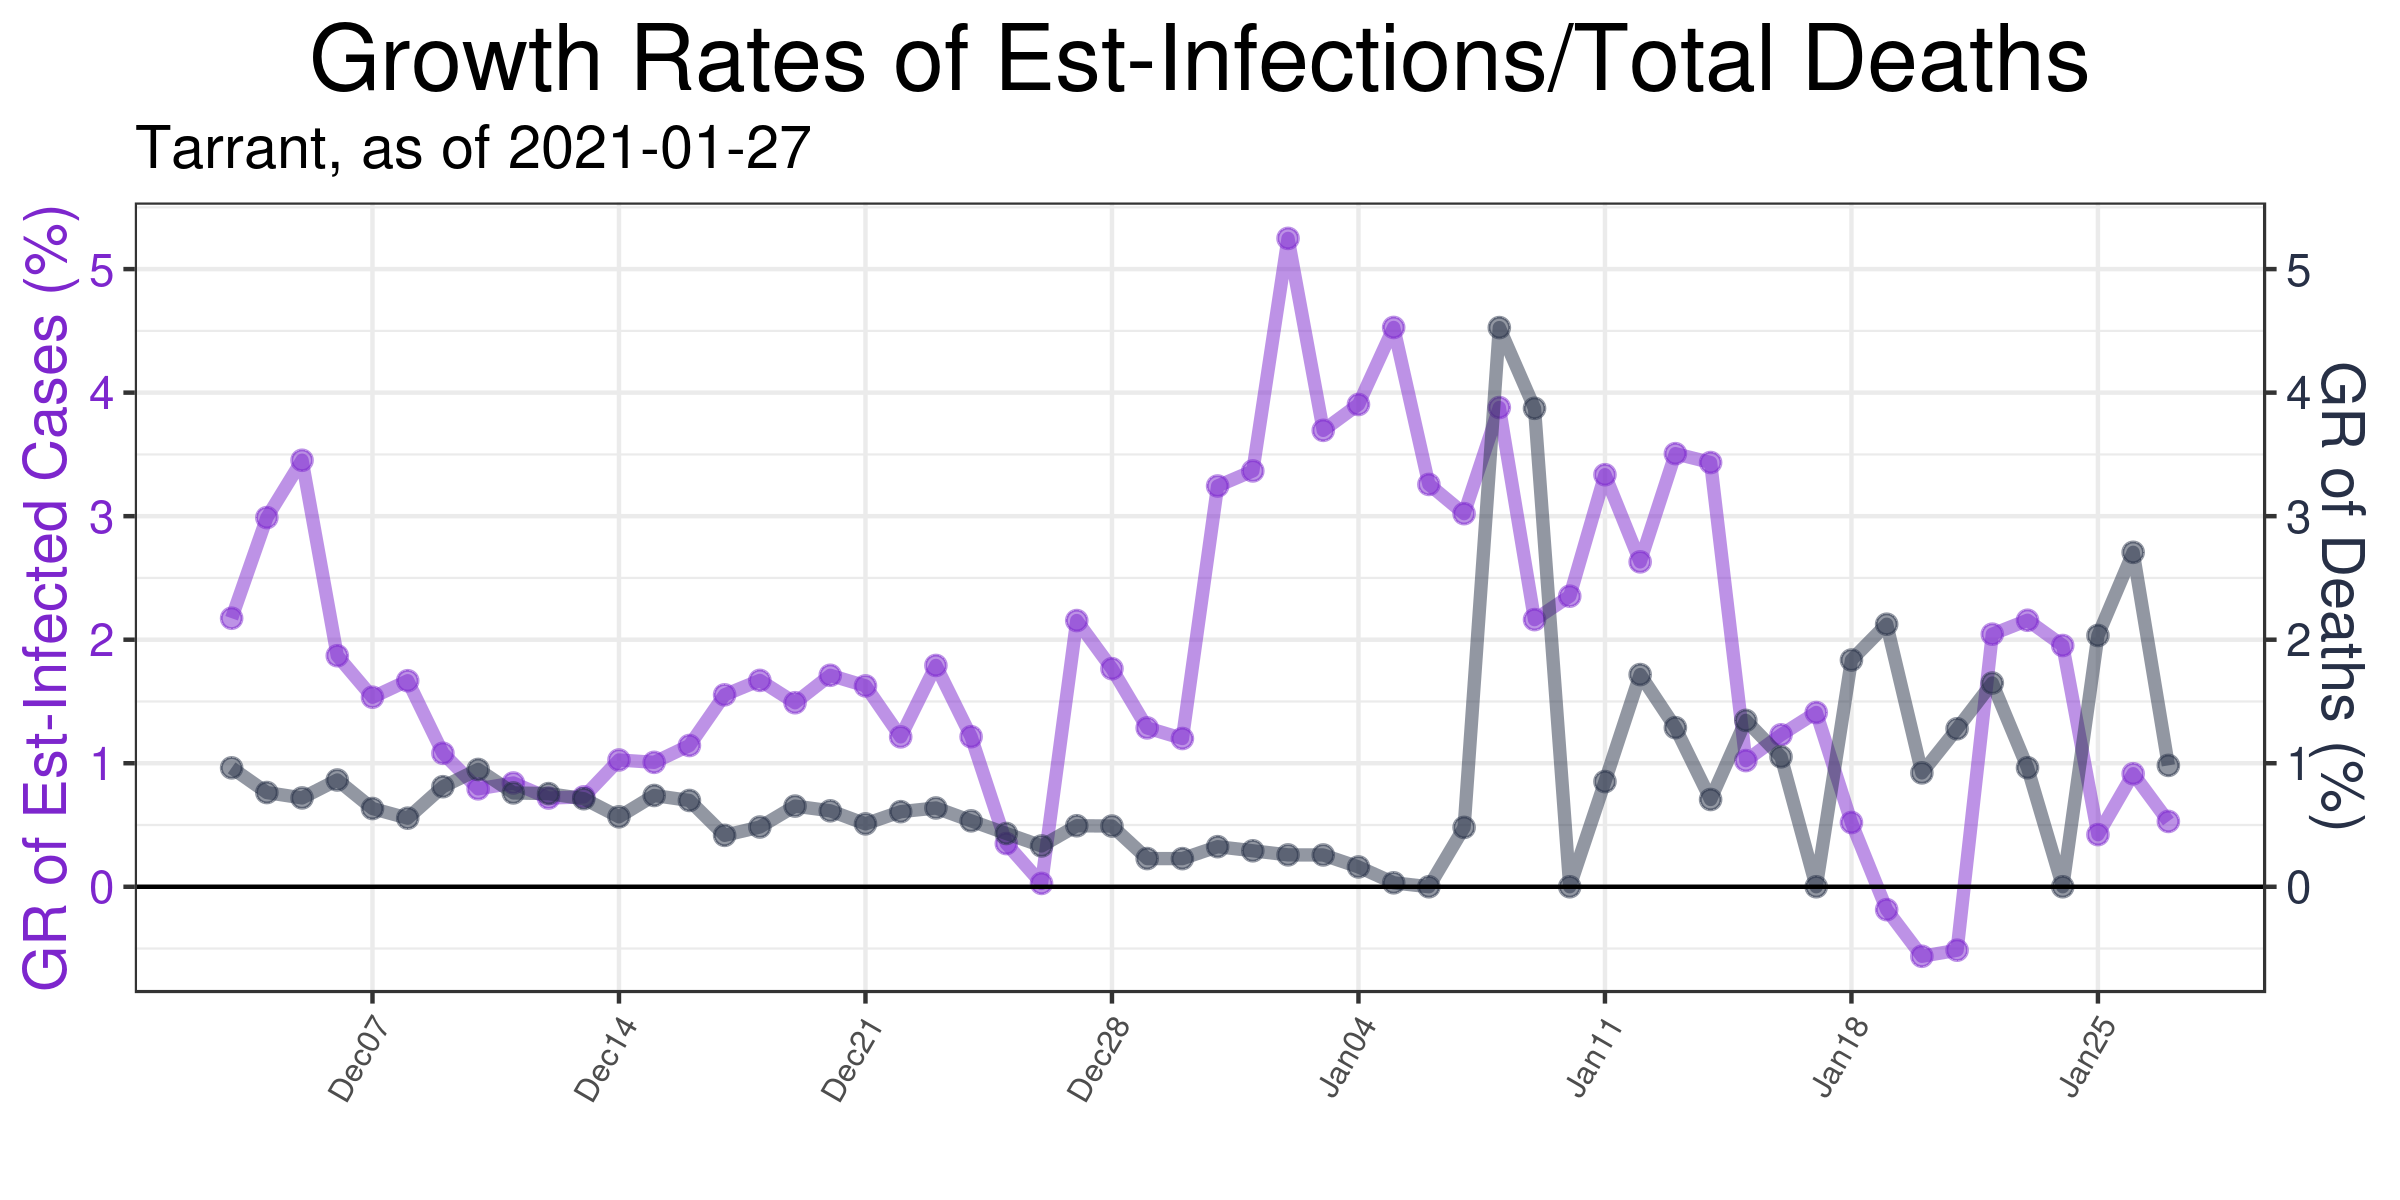 Growth Rates of Est-Infections/Total Deaths
Tarrant, as of 2021-01-27
GR of Est-Infected Cases (%)
5
4
3
2
1
0
5
4
3
2
1
0
GR of Deaths (%)
Dec07
Dec14
Dec21
Dec28
Jan04
Jan11
Jan18
Jan25